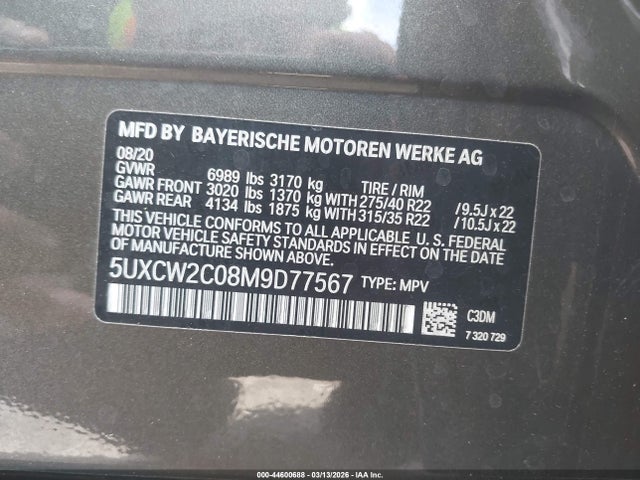 MFD BY BAYERISCHE MOTOREN WERKE AG
08/20
GVWR 6989 lbs 3170 kg TIRE / RIM
GAWR FRONT 3020 lbs 1370 kg WITH 275/40 R22 / 9.5J x 22
GAWR REAR 4134 lbs 1875 kg WITH 315/35 R22 / 10.5J x 22
THIS VEHICLE CONFORMS TO ALL APPLICABLE U. S. FEDERAL
MOTOR VEHICLE SAFETY STANDARDS IN EFFECT ON THE
DATE OF MANUFACTURE SHOWN ABOVE.
5UXCW2C08M9D77567 TYPE: MPV
C3DM
7 320 729
000-44600688 | 03/13/2026 - IAA Inc.